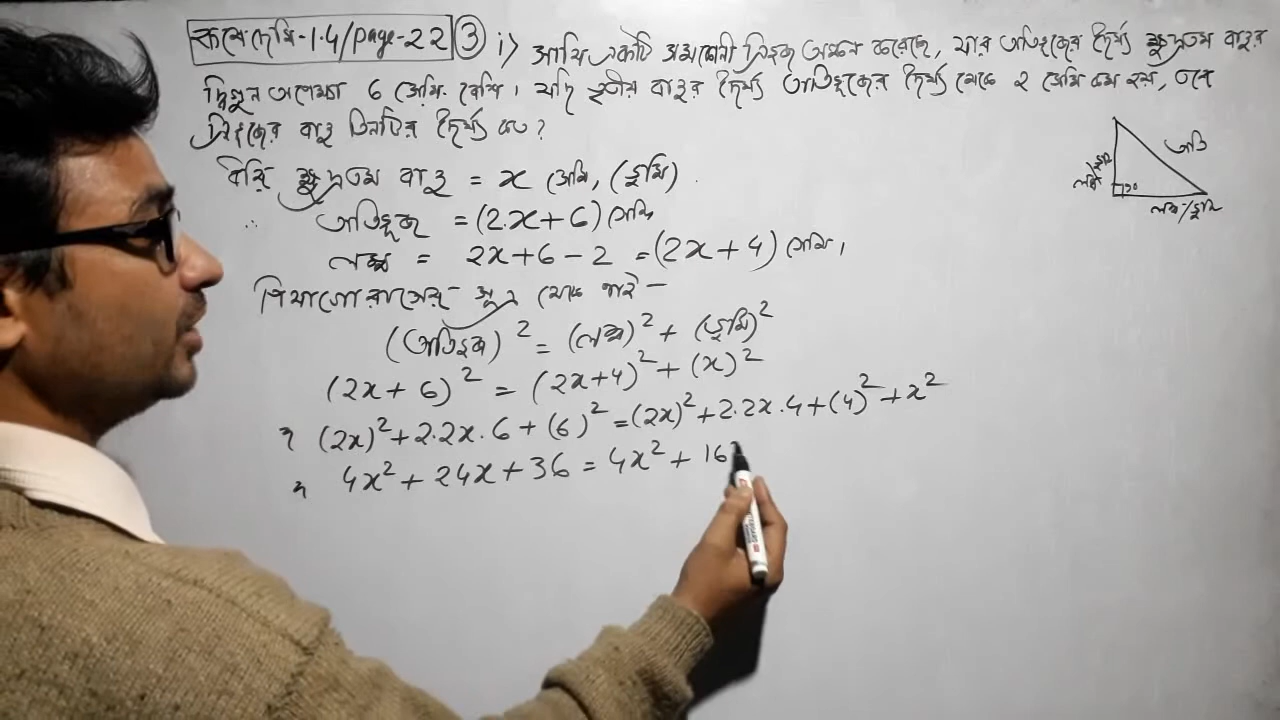 কষে দেখি-1.4/page-22 ③ i) আমি একটি সমকোণী ত্রিভুজ অঙ্কন করেছে, যার অতিভুজের দৈর্ঘ্য ক্ষুদ্রতম বাহুর
দ্বিগুন অপেক্ষা 6 সেমি. বেশি। যদি তৃতীয় বাহুর দৈর্ঘ্য অতিভুজের দৈর্ঘ্য থেকে 2 সেমি কম হয়, তবে
ত্রিভুজের বাহু তিনটির দৈর্ঘ্য কত?
ধরি ক্ষুদ্রতম বাহু = x সেমি, (ভূমি)
∴ অতিভূজ = (2.x+6) সেমি
লম্ব = 2x+6-2 = (2x+4) সেমি।
পিথাগোরাসের সূত্র থেকে পাই-
(অতিভুজ)² = (লম্ব)² + (ভূমি)²
(2x+6)² = (2x+4)² + (x)²
(2x)²+2.2x.6+(6)² = (2x)²+2.2x.4+(4)²+x²
4x²+24x+36 = 4x²+16
অতি
লম্ব/ভূমি
90
লম্ব/ভূমি